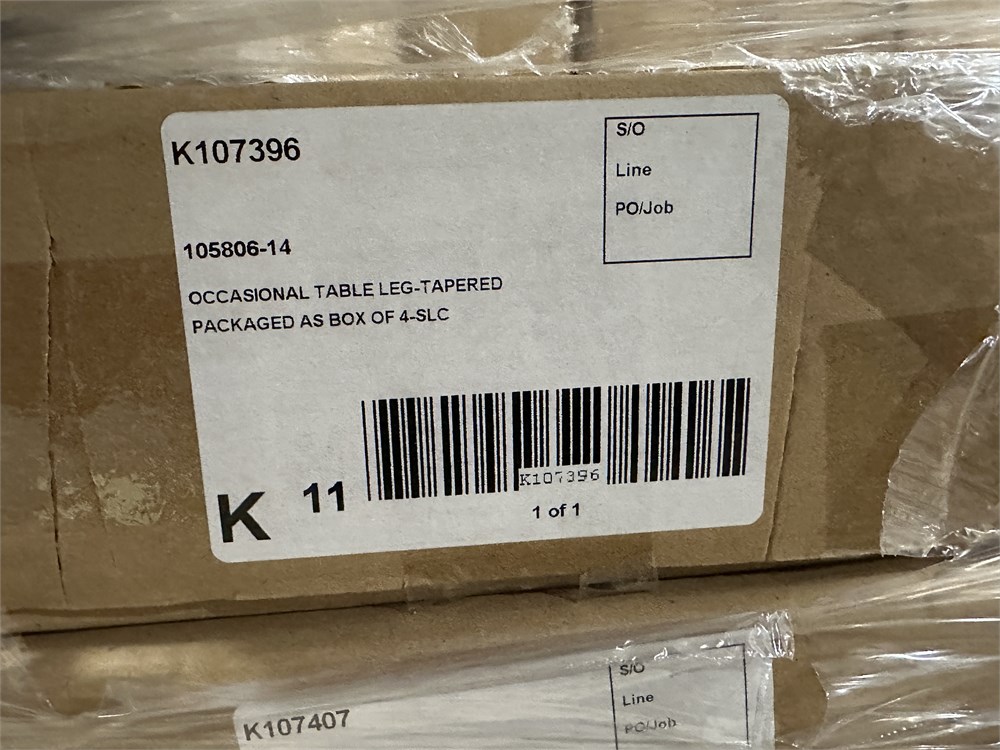 K107396
S/O
Line
PO/Job
105806-14
OCCASIONAL TABLE LEG-TAPERED
PACKAGED AS BOX OF 4-SLC
K107396
K 11
1 of 1
S/O
Line
PO/Job
K107407